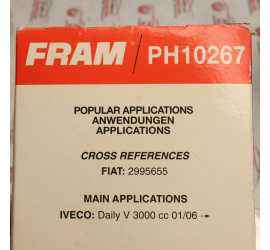 FRAM / PH10267
POPULAR APPLICATIONS
ANWENDUNGEN
APPLICATIONS
CROSS REFERENCES
FIAT: 2995655
MAIN APPLICATIONS
IVECO: Daily V 3000 cc 01/06 →